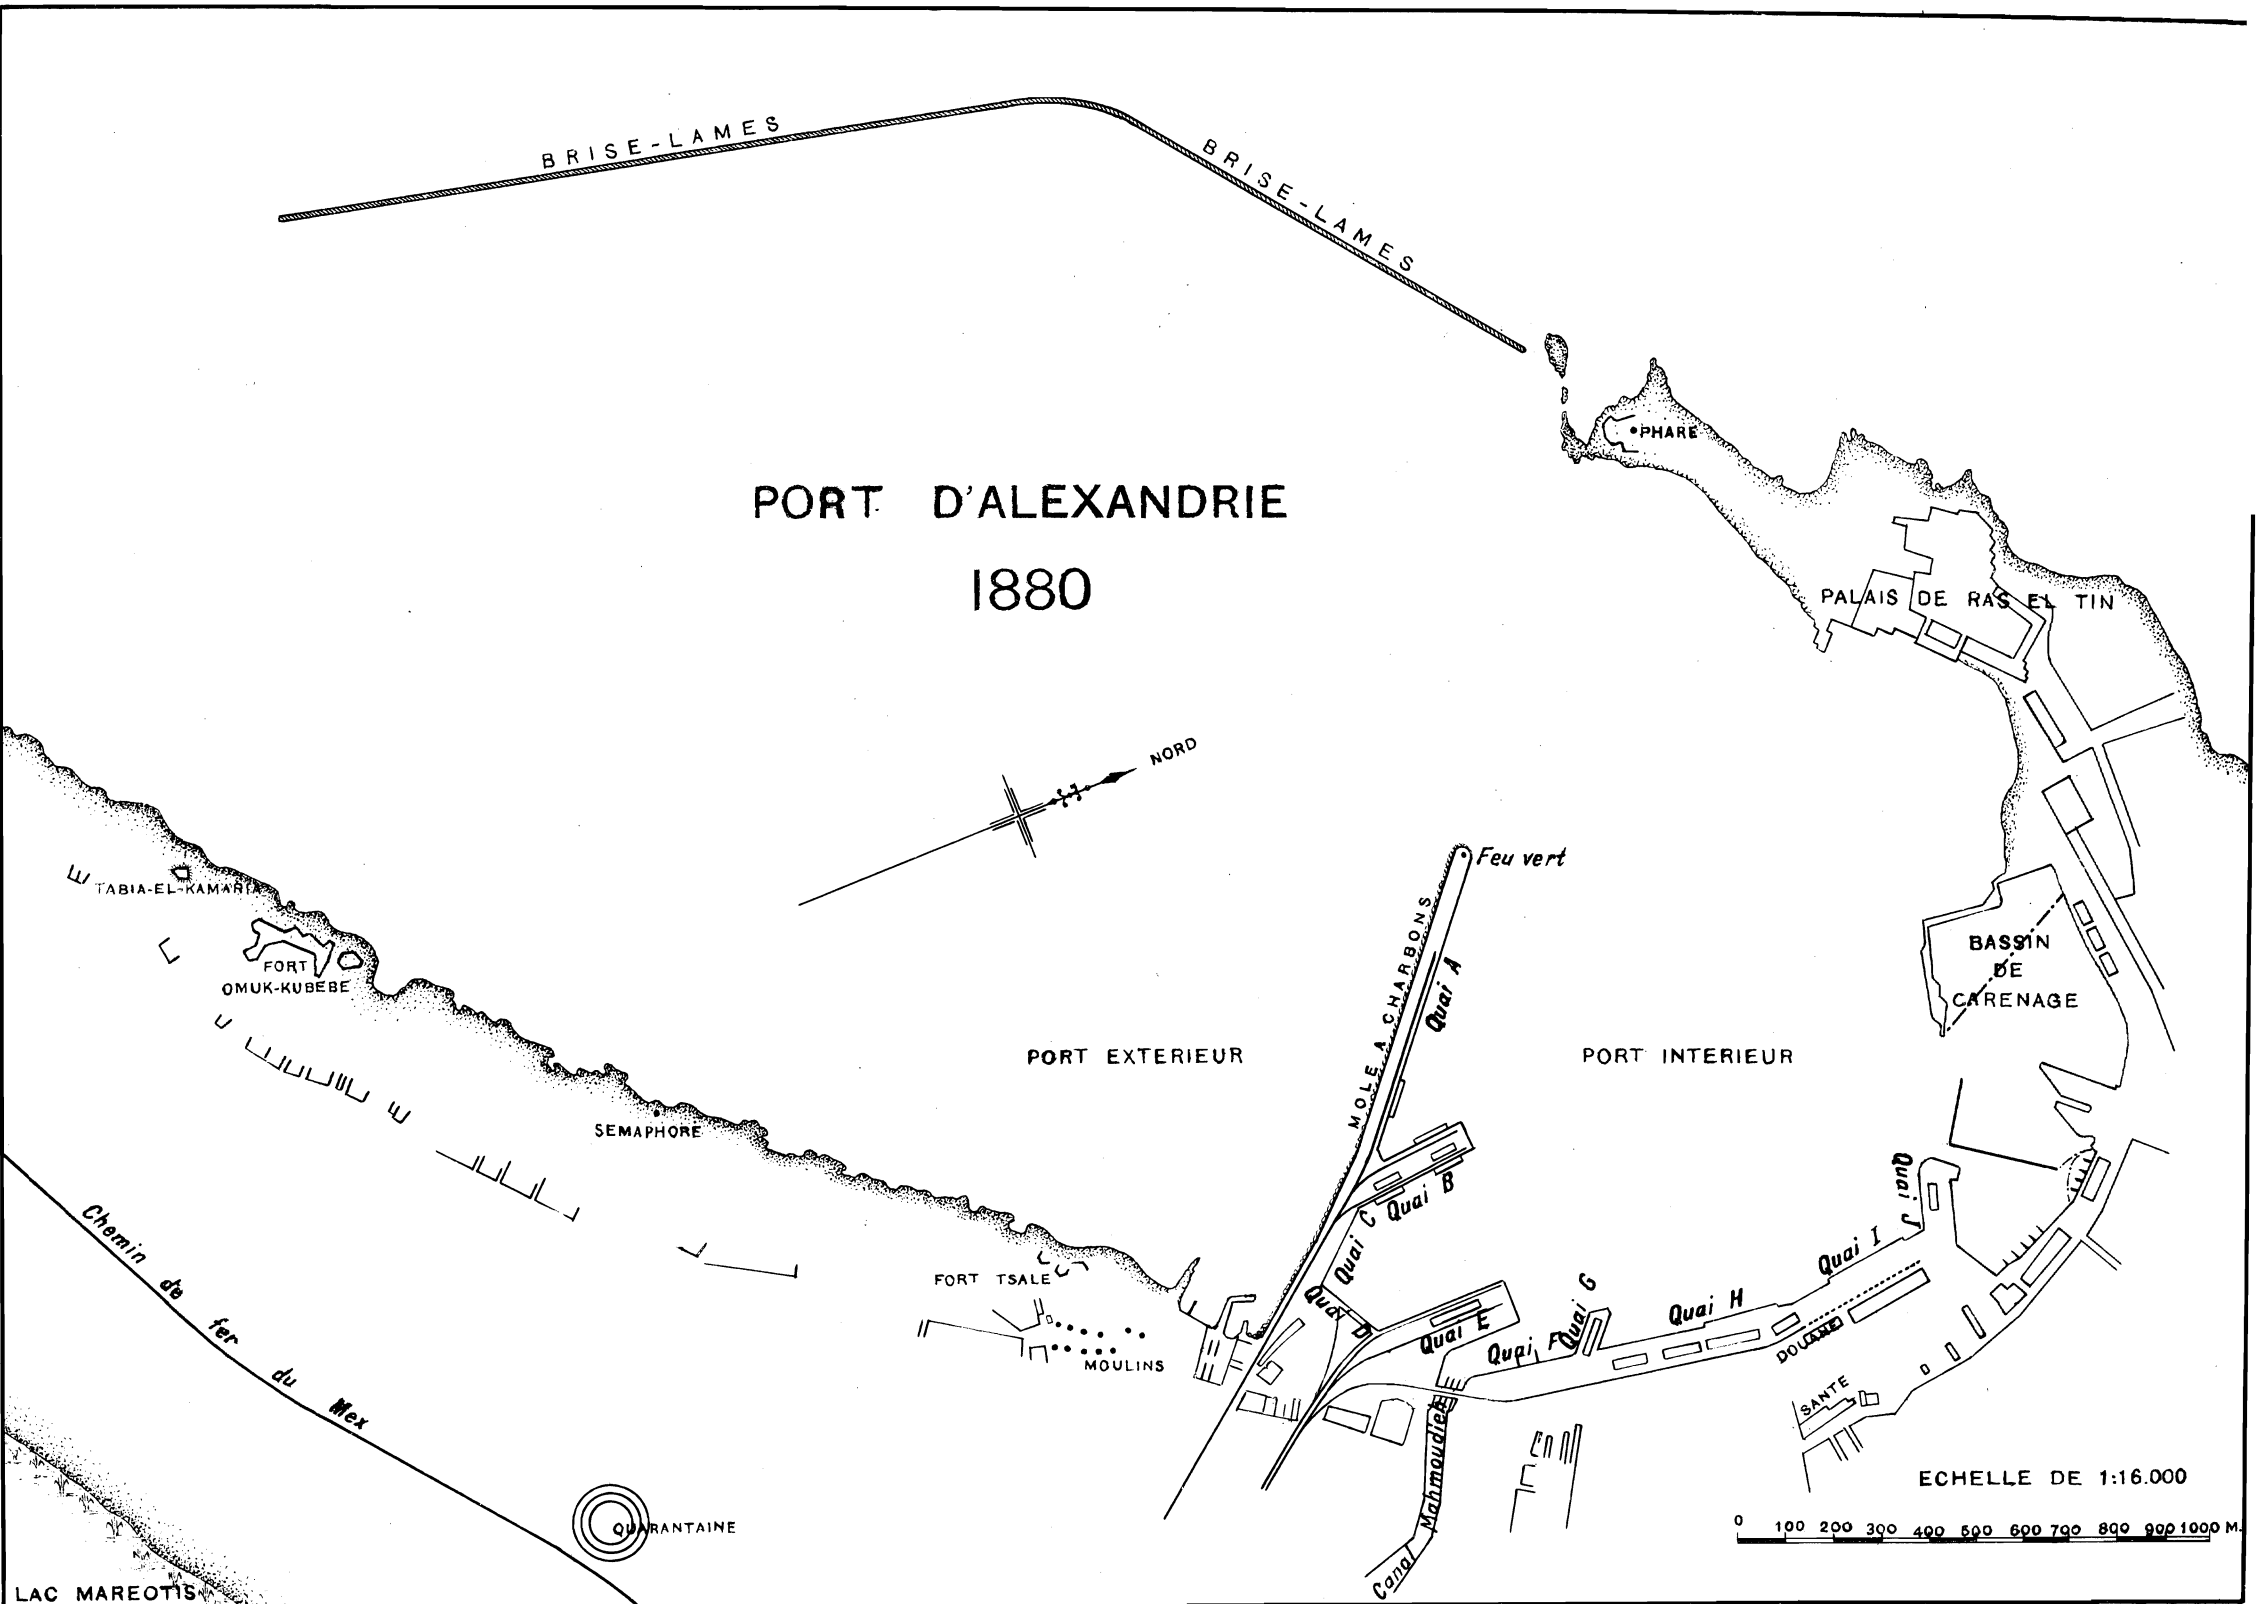 BRISE-LAMES
BRISE-LAMES
PHARE
PORT D'ALEXANDRIE
1880
PALAIS DE RAS EL TIN
NORD
Feu vert
TABIA-EL-KAMARIA
FORT
OMUK-KUBEBE
MOLE A CHARBONS
Quai A
BASSIN
DE
CARENAGE
PORT EXTERIEUR
PORT INTERIEUR
SEMAPHORE
Quai B
Quai C
Quai J
Quai I
Chemin de fer du Mex
FORT TSALE
Quai D
Quai E
Quai F
Quai G
Quai H
MOULINS
DOUANE
SANTE
Canal Mahmoudieh
QUARANTAINE
LAC MAREOTIS
ECHELLE DE 1:16.000
0 100 200 300 400 500 600 700 800 900 1000 M.